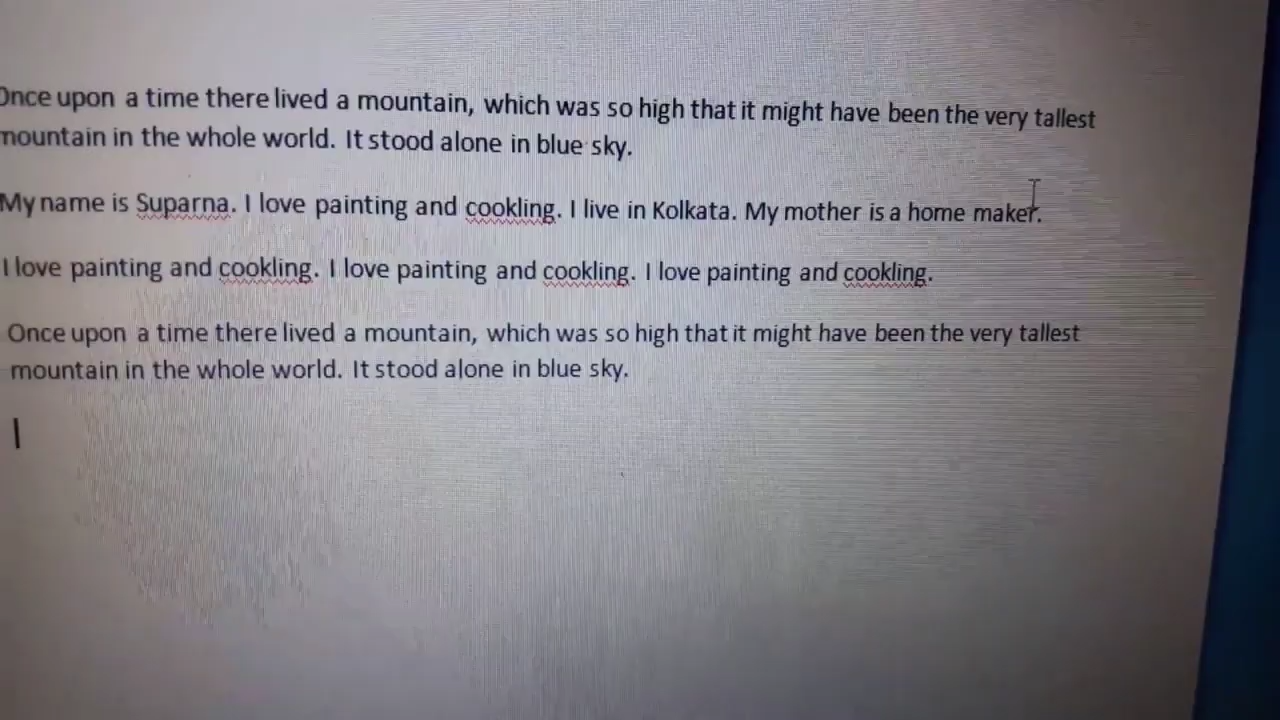 Once upon a time there lived a mountain, which was so high that it might have been the very tallest
mountain in the whole world. It stood alone in blue sky.
My name is Suparna. I love painting and cookling. I live in Kolkata. My mother is a home maker.
I love painting and cookling. I love painting and cookling. I love painting and cookling.
Once upon a time there lived a mountain, which was so high that it might have been the very tallest
mountain in the whole world. It stood alone in blue sky.